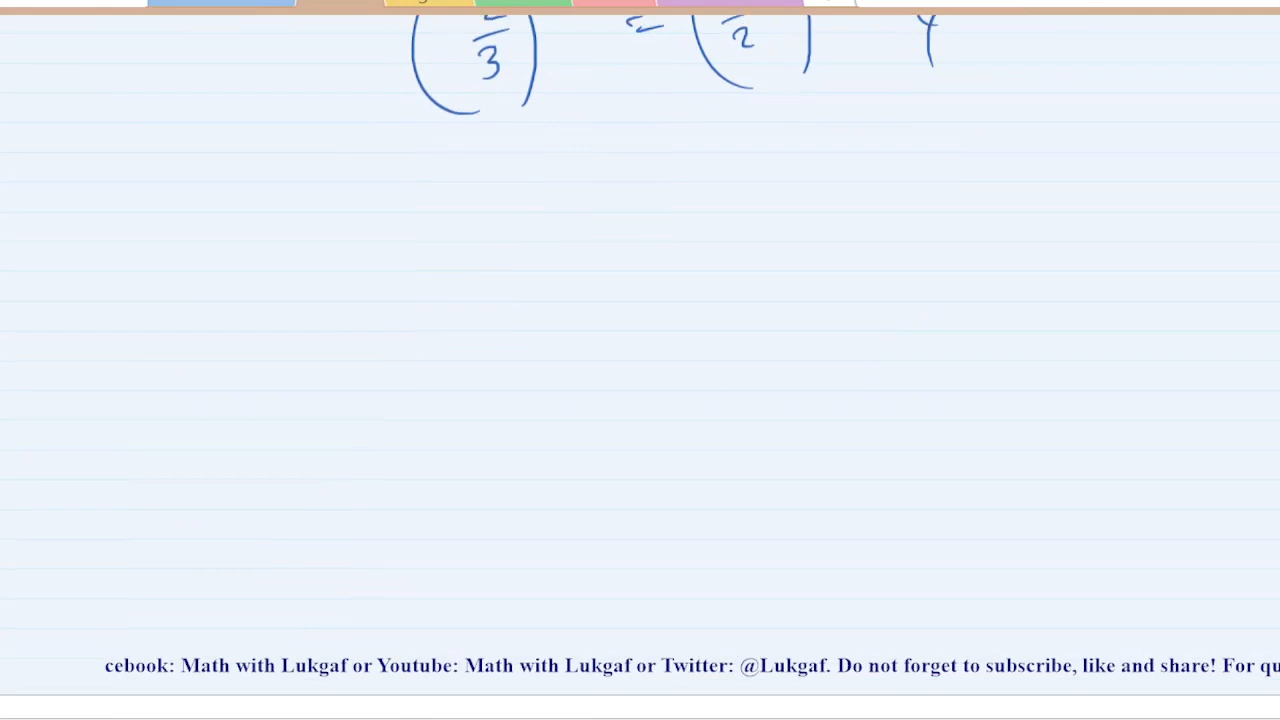 3 2
cebook: Math with Lukgaf or Youtube: Math with Lukgaf or Twitter: @Lukgaf. Do not forget to subscribe, like and share! For qu